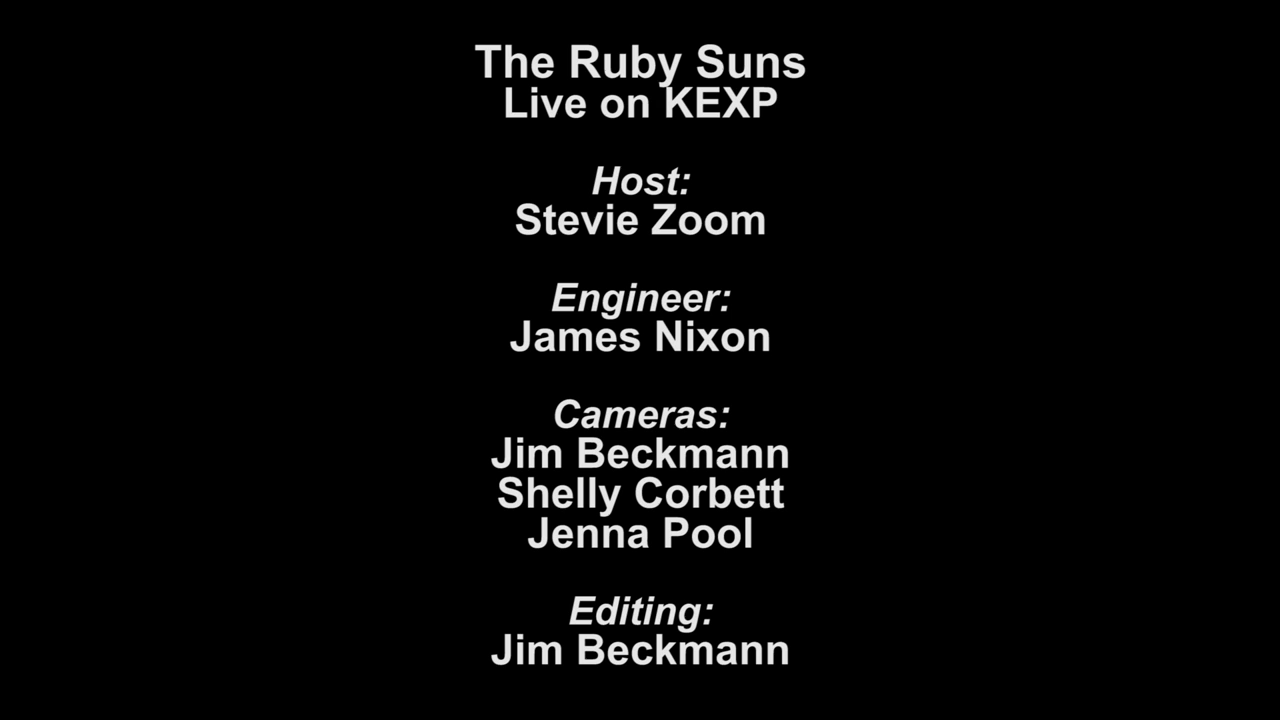 The Ruby Suns
Live on KEXP
Host:
Stevie Zoom
Engineer:
James Nixon
Cameras:
Jim Beckmann
Shelly Corbett
Jenna Pool
Editing:
Jim Beckmann